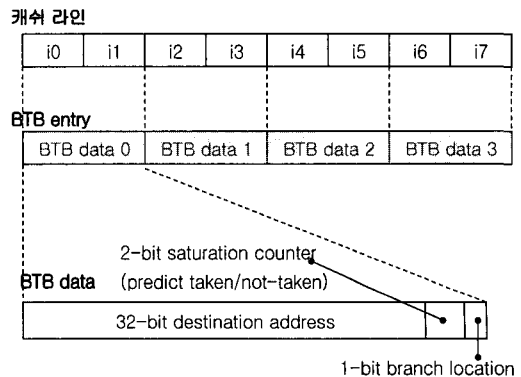 캐쉬 라인
i0 i1 i2 i3 i4 i5 i6 i7
BTB entry
BTB data 0 BTB data 1 BTB data 2 BTB data 3
2-bit saturation counter
BTB data (predict taken/not-taken)
32-bit destination address
1-bit branch location